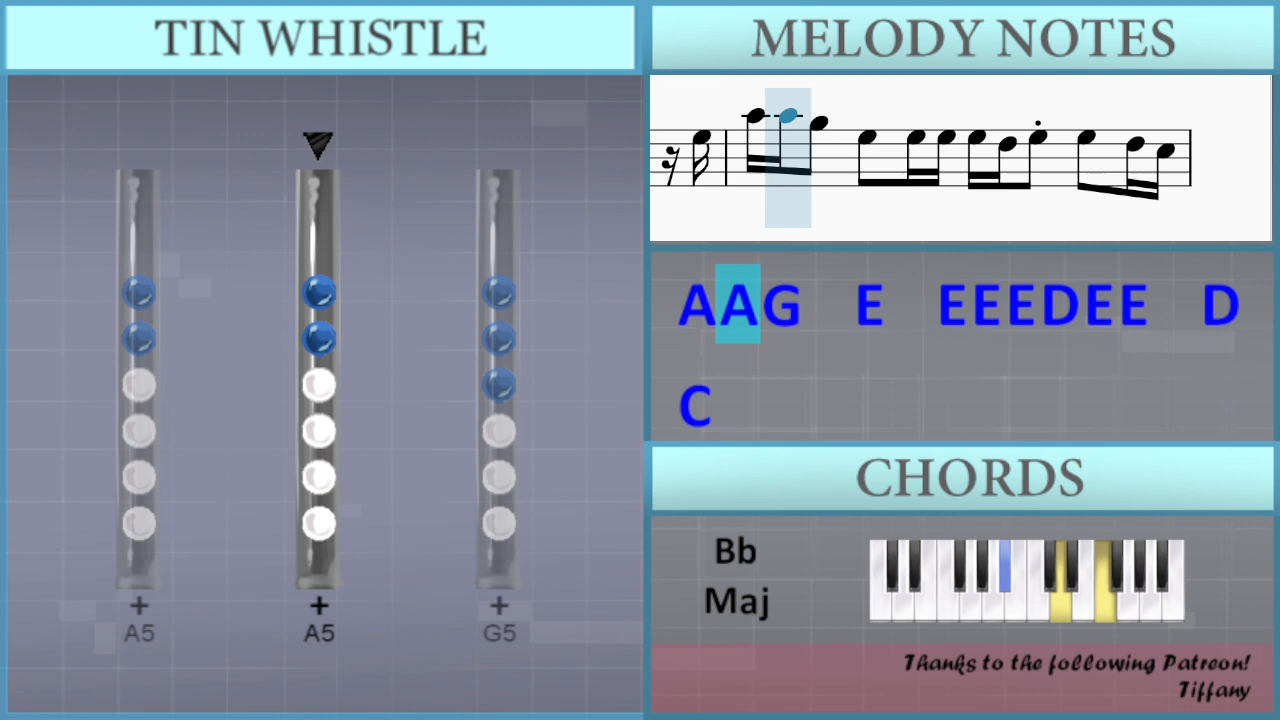 TIN WHISTLE
+ + +
A5 A5 G5
MELODY NOTES
AAG E EEEDEE D
C
CHORDS
Bb
Maj
Thanks to the following Patreon!
Tiffany